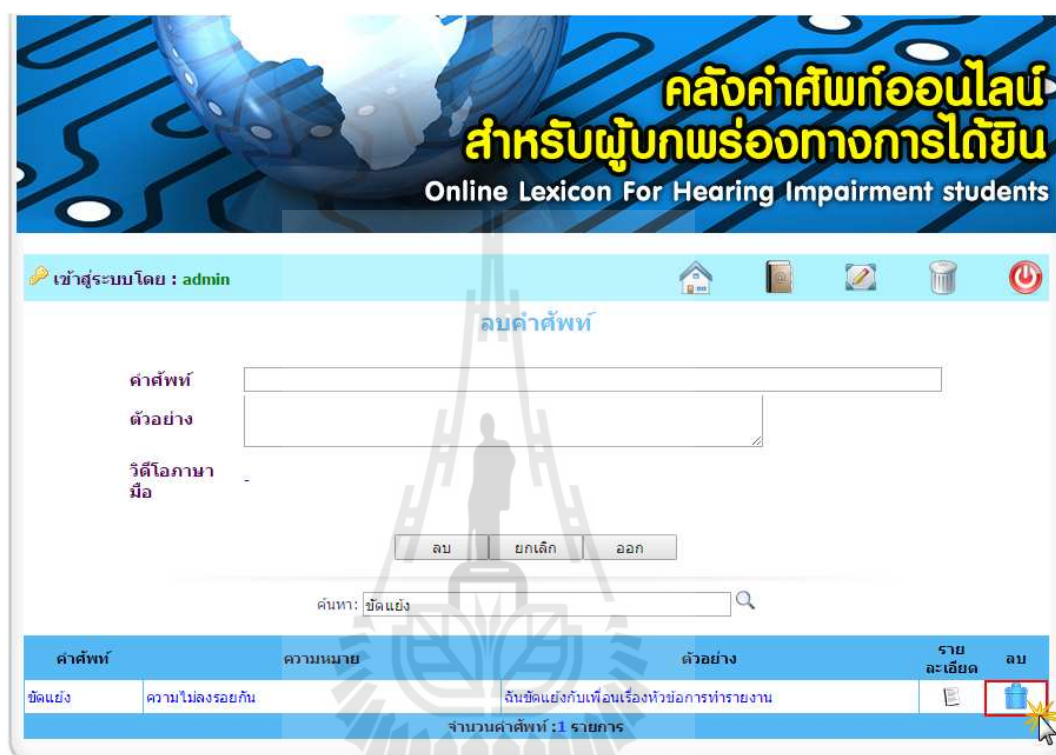 คลังคำศัพท์ออนไลน์
สำหรับผู้บกพร่องทางการได้ยิน
Online Lexicon For Hearing Impairment students
เข้าสู่ระบบโดย : admin
ลบคำศัพท์
คำศัพท์
ตัวอย่าง
วิดีโอภาษา
มือ
-
ลบ ยกเลิก ออก
ค้นหา: ขัดแย้ง
คำศัพท์ ความหมาย ตัวอย่าง ราย
ละเอียด ลบ
ขัดแย้ง ความไม่ลงรอยกัน ฉันขัดแย้งกับเพื่อนเรื่องหัวข้อการทำรายงาน
จำนวนคำศัพท์ :1 รายการ